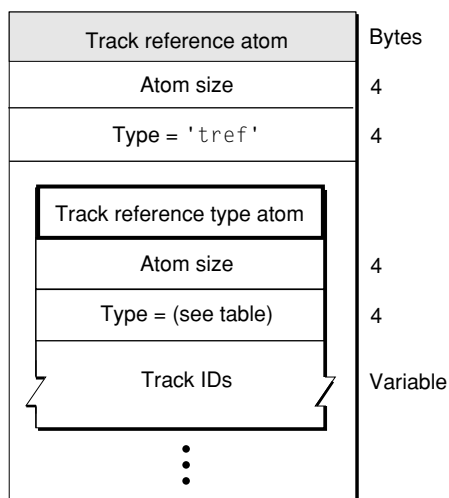 Track reference atom Bytes
Atom size 4
Type = 'tref' 4
Track reference type atom
Atom size 4
Type = (see table) 4
Track IDs Variable